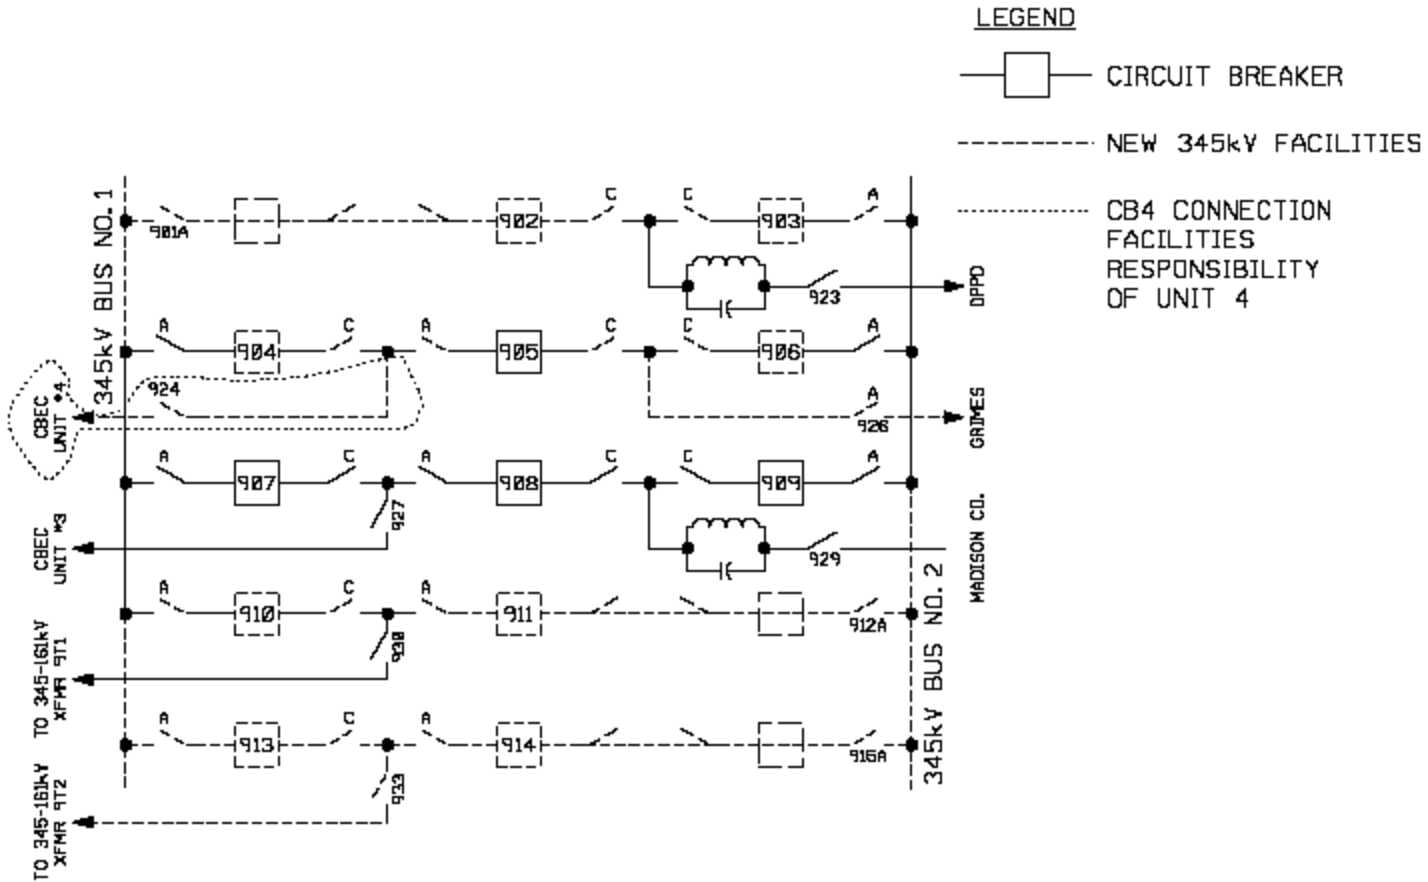 LEGEND
CIRCUIT BREAKER
NEW 345kV FACILITIES
CB4 CONNECTION
FACILITIES
RESPONSIBILITY
OF UNIT 4
345kV BUS NO. 1
901A
902
C
C
903
A
923
OPPD
A
904
C
A
905
C
C
906
A
924
CBEC
UNIT #4
A
926
GRIMES
A
907
C
A
908
C
C
909
A
927
CBEC
UNIT #3
929
MADISON CO.
A
910
C
A
911
912A
930
TO 345-161kV
XFMR 9T1
345kV BUS NO. 2
A
913
C
A
914
915A
933
TO 345-161kV
XFMR 9T2